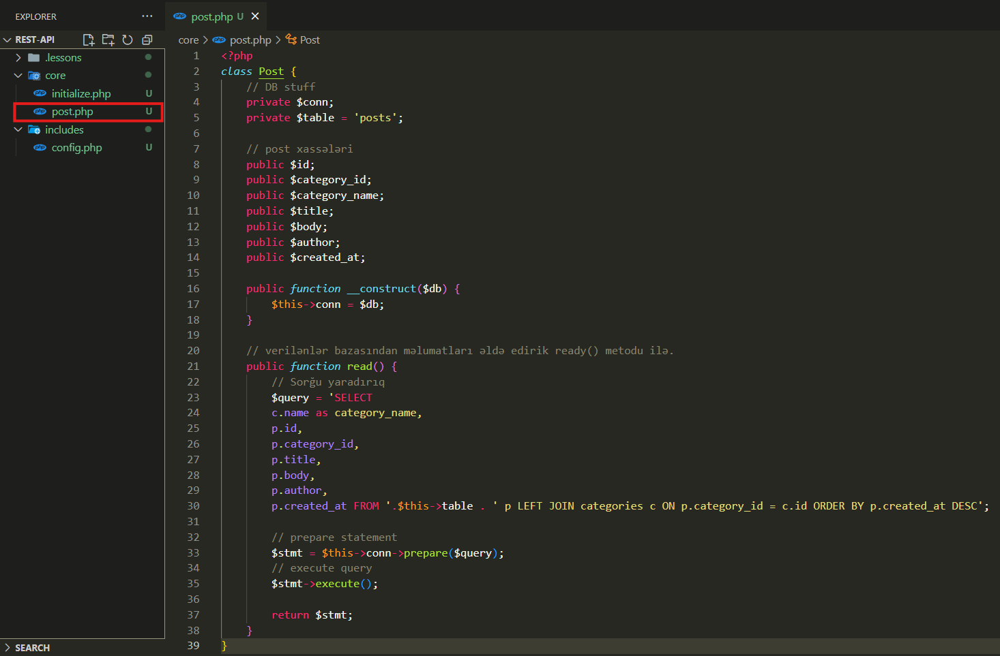 EXPLORER ...
REST-API
.lessons
core
initialize.php U
post.php U
includes
config.php U
SEARCH
php post.php U
core > php post.php > Post
1 <?php
2 class Post {
3 // DB stuff
4 private $conn;
5 private $table = 'posts';
6
7 // post xassələri
8 public $id;
9 public $category_id;
10 public $category_name;
11 public $title;
12 public $body;
13 public $author;
14 public $created_at;
15
16 public function __construct($db) {
17 $this->conn = $db;
18 }
19
20 // verilənlər bazasından məlumatları əldə edirik ready() metodu ilə.
21 public function read() {
22 // Sorğu yaradırıq
23 $query = 'SELECT
24 c.name as category_name,
25 p.id,
26 p.category_id,
27 p.title,
28 p.body,
29 p.author,
30 p.created_at FROM '.$this->table . ' p LEFT JOIN categories c ON p.category_id = c.id ORDER BY p.created_at DESC';
31
32 // prepare statement
33 $stmt = $this->conn->prepare($query);
34 // execute query
35 $stmt->execute();
36
37 return $stmt;
38 }
39 }